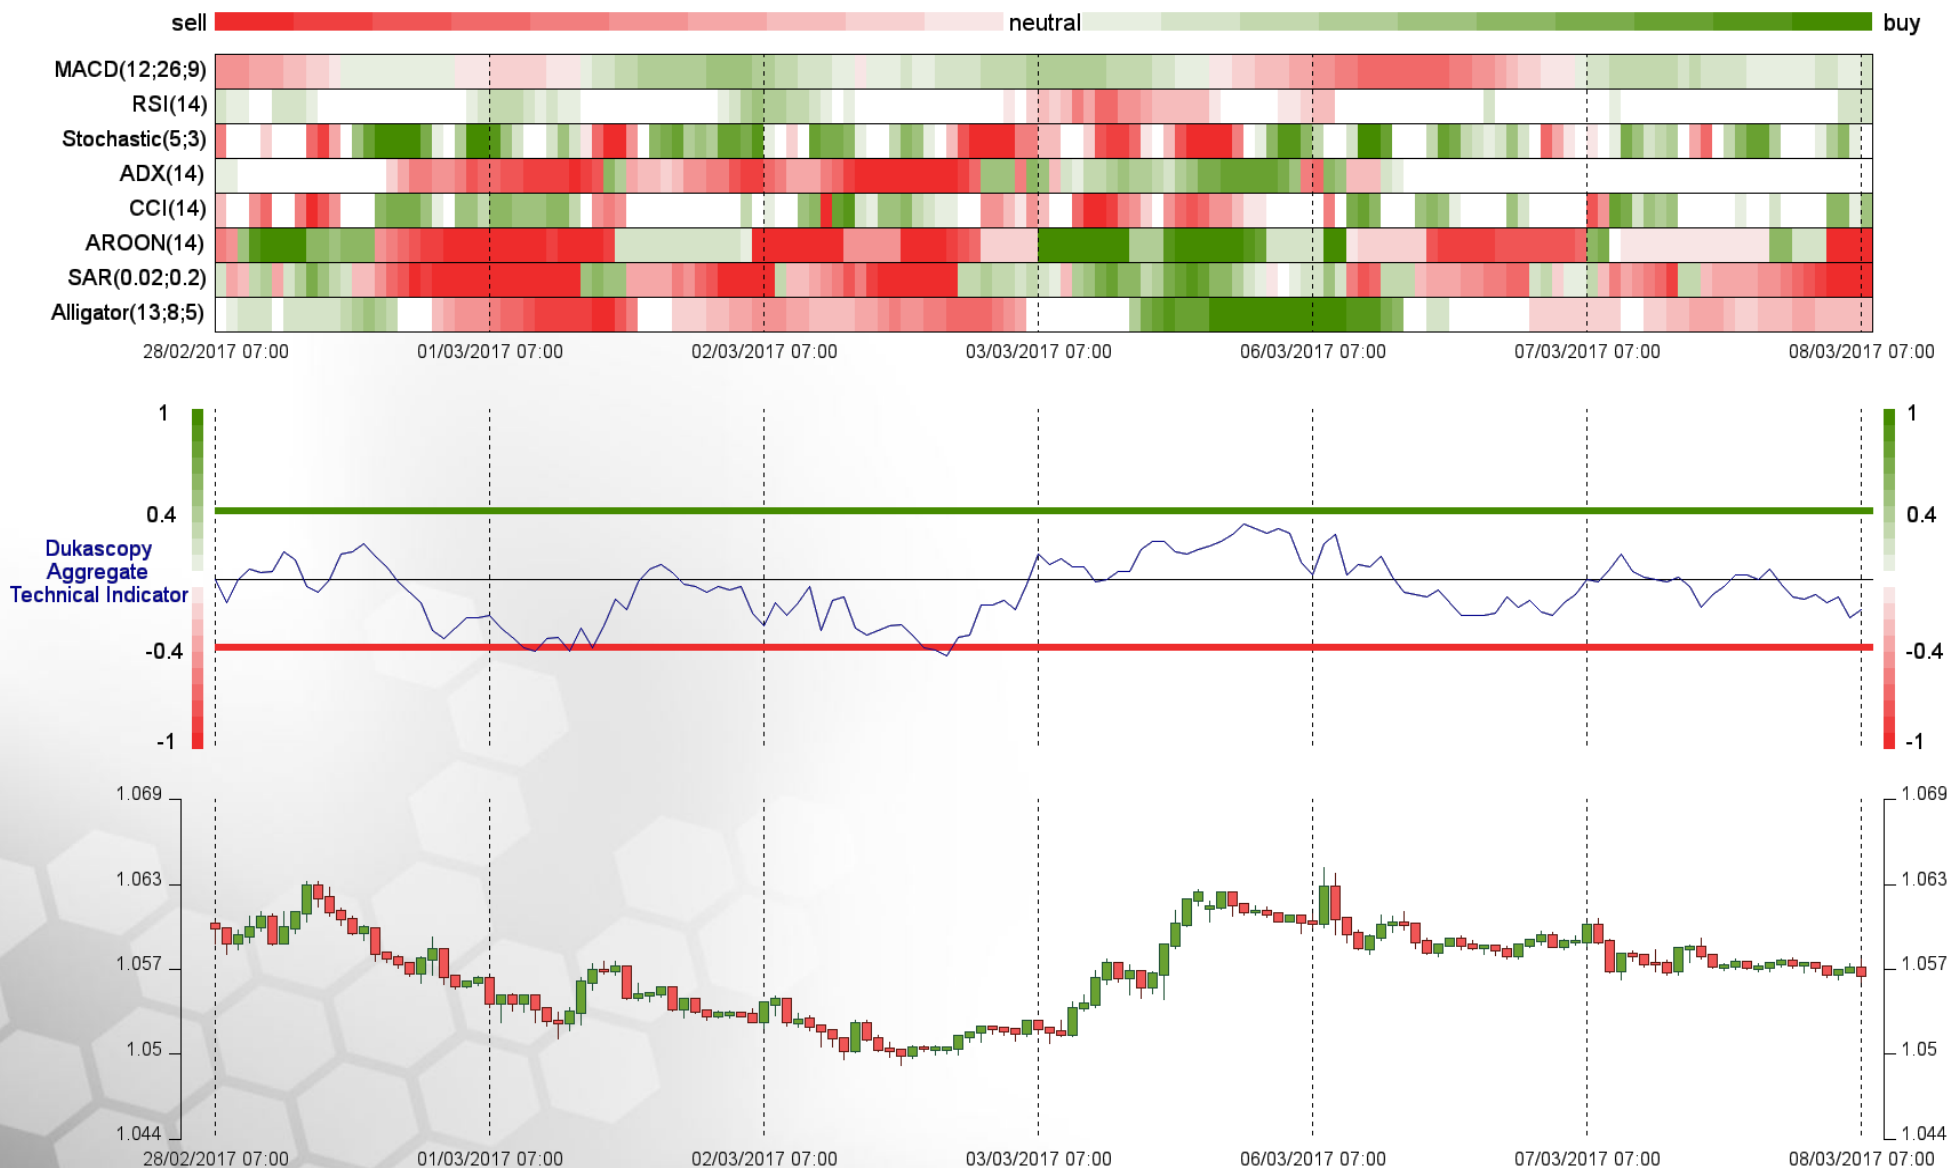 sell neutral buy
MACD(12;26;9)
RSI(14)
Stochastic(5;3)
ADX(14)
CCI(14)
AROON(14)
SAR(0.02;0.2)
Alligator(13;8;5)
28/02/2017 07:00 01/03/2017 07:00 02/03/2017 07:00 03/03/2017 07:00 06/03/2017 07:00 07/03/2017 07:00 08/03/2017 07:00
1 1
0.4 0.4
Dukascopy
Aggregate
Technical Indicator
-0.4 -0.4
-1 -1
1.069 1.069
1.063 1.063
1.057 1.057
1.05 1.05
1.044 1.044
28/02/2017 07:00 01/03/2017 07:00 02/03/2017 07:00 03/03/2017 07:00 06/03/2017 07:00 07/03/2017 07:00 08/03/2017 07:00